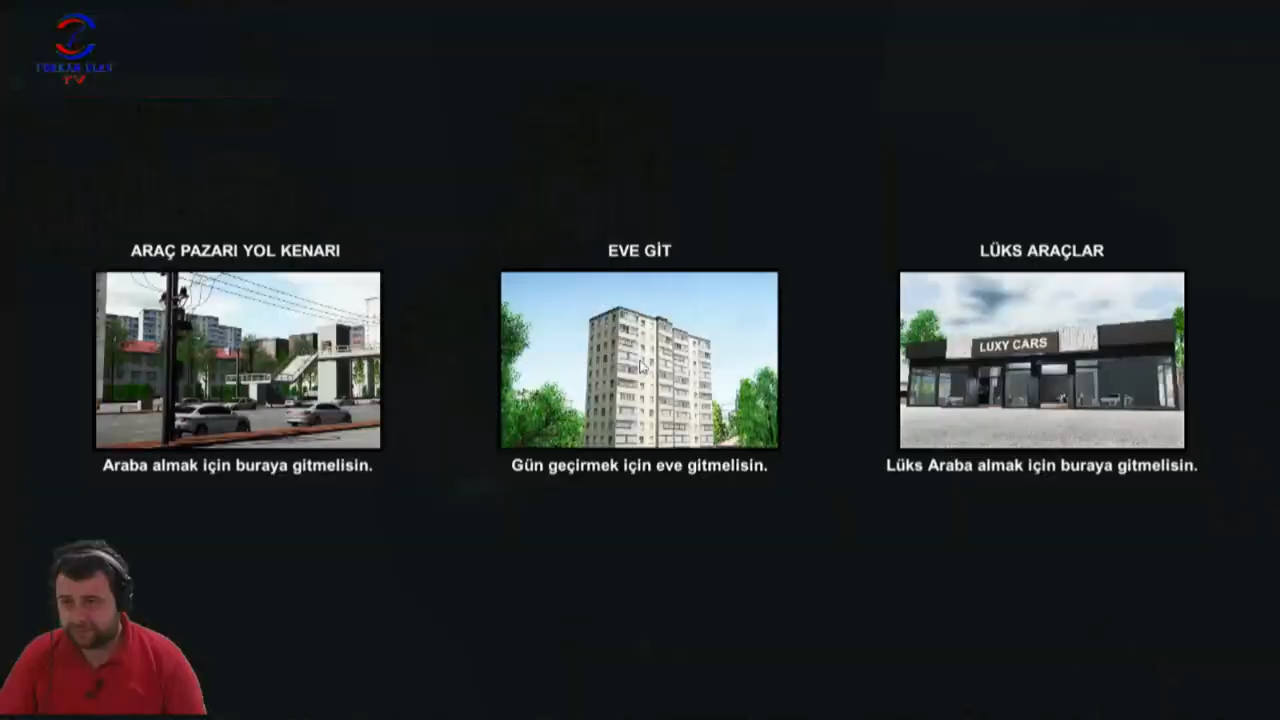 TV
ARAÇ PAZARI YOL KENARI
EVE GİT
LÜKS ARAÇLAR
LUXY CARS
Araba almak için buraya gitmelisin.
Gün geçirmek için eve gitmelisin.
Lüks Araba almak için buraya gitmelisin.